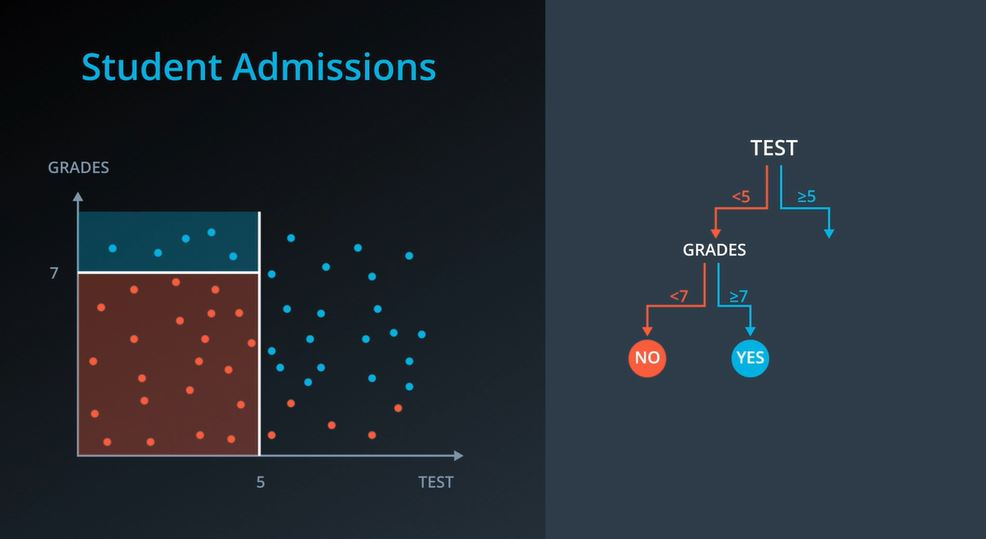 Student Admissions
GRADES
7
5
TEST
TEST
<5
≥5
GRADES
<7
≥7
NO
YES